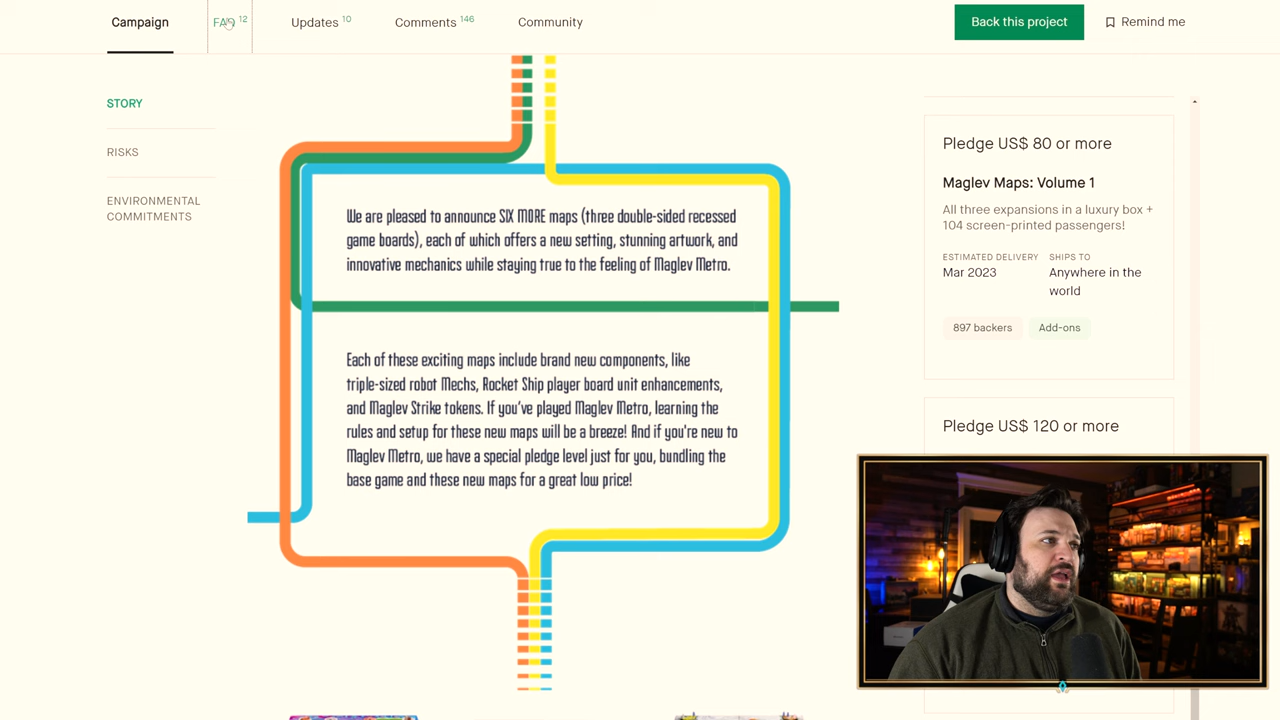 Campaign
FAQ 12
Updates 10
Comments 146
Community
Back this project
Remind me
STORY
RISKS
ENVIRONMENTAL
COMMITMENTS
We are pleased to announce SIX MORE maps (three double-sided recessed
game boards), each of which offers a new setting, stunning artwork, and
innovative mechanics while staying true to the feeling of Maglev Metro.
Each of these exciting maps include brand new components, like
triple-sized robot Mechs, Rocket Ship player board unit enhancements,
and Maglev Strike tokens. If you've played Maglev Metro, learning the
rules and setup for these new maps will be a breeze! And if you're new to
Maglev Metro, we have a special pledge level just for you, bundling the
base game and these new maps for a great low price!
Pledge US$ 80 or more
Maglev Maps: Volume 1
All three expansions in a luxury box +
104 screen-printed passengers!
ESTIMATED DELIVERY
Mar 2023
SHIPS TO
Anywhere in the
world
897 backers
Add-ons
Pledge US$ 120 or more